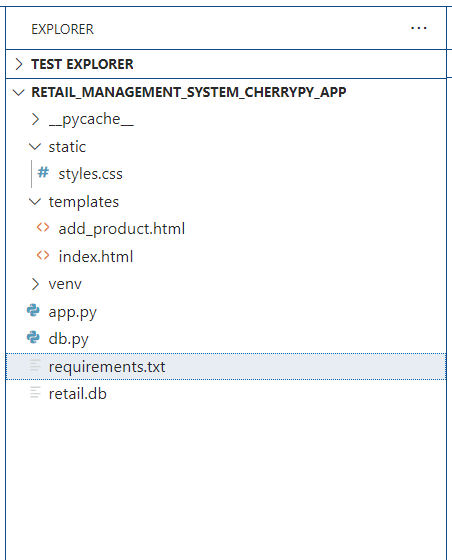 EXPLORER
TEST EXPLORER
RETAIL_MANAGEMENT_SYSTEM_CHERRYPY_APP
__pycache__
static
# styles.css
templates
<> add_product.html
<> index.html
venv
app.py
db.py
requirements.txt
retail.db